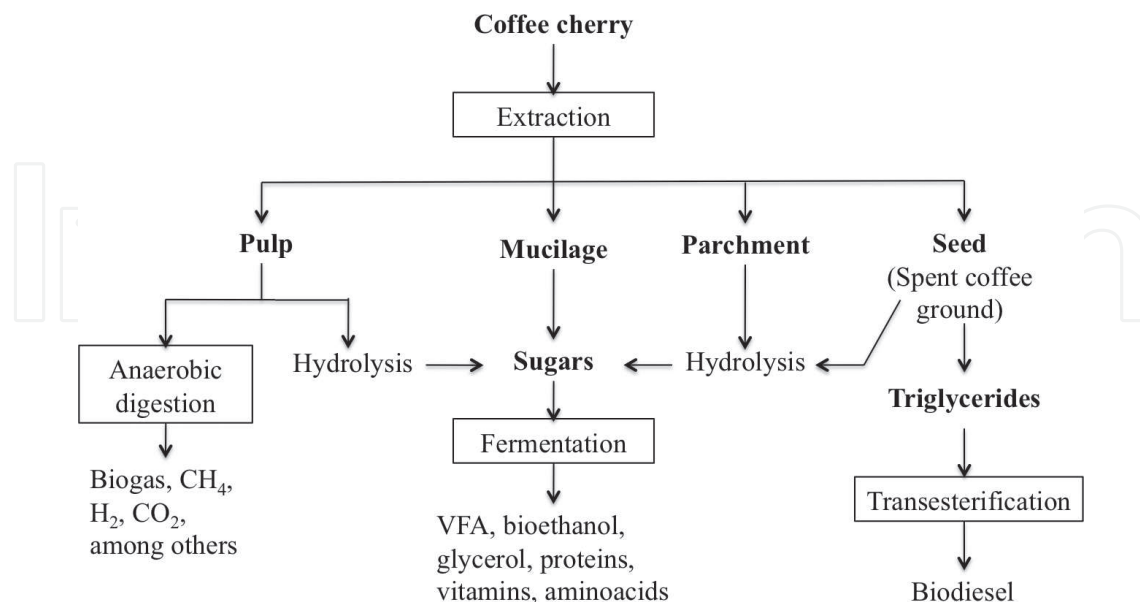 Coffee cherry
Extraction
Pulp
Mucilage
Parchment
Seed
(Spent coffee
ground)
Anaerobic
digestion
Hydrolysis
Sugars
Hydrolysis
Triglycerides
Fermentation
Biogas, CH₄,
H₂, CO₂,
among others
VFA, bioethanol,
glycerol, proteins,
vitamins, aminoacids
Transesterification
Biodiesel